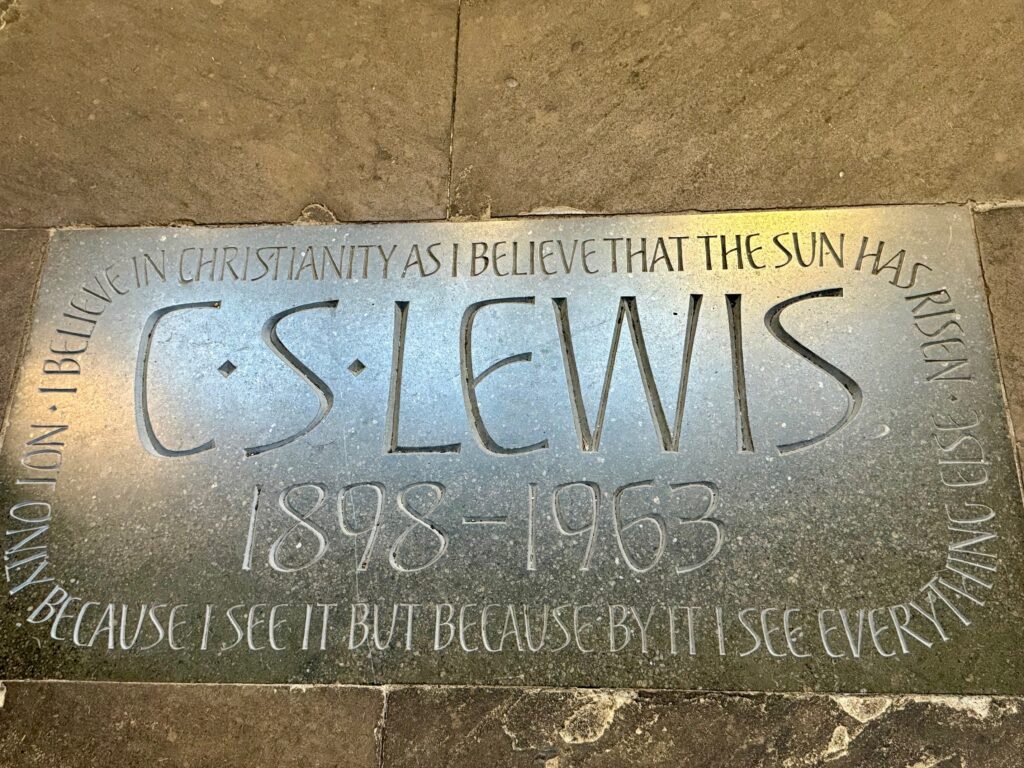 I BELIEVE IN CHRISTIANITY AS I BELIEVE THAT THE SUN HAS RISEN ·
C·S·LEWIS
1898–1963
NOT ONLY BECAUSE I SEE IT BUT BECAUSE BY IT I SEE EVERYTHING ELSE ·